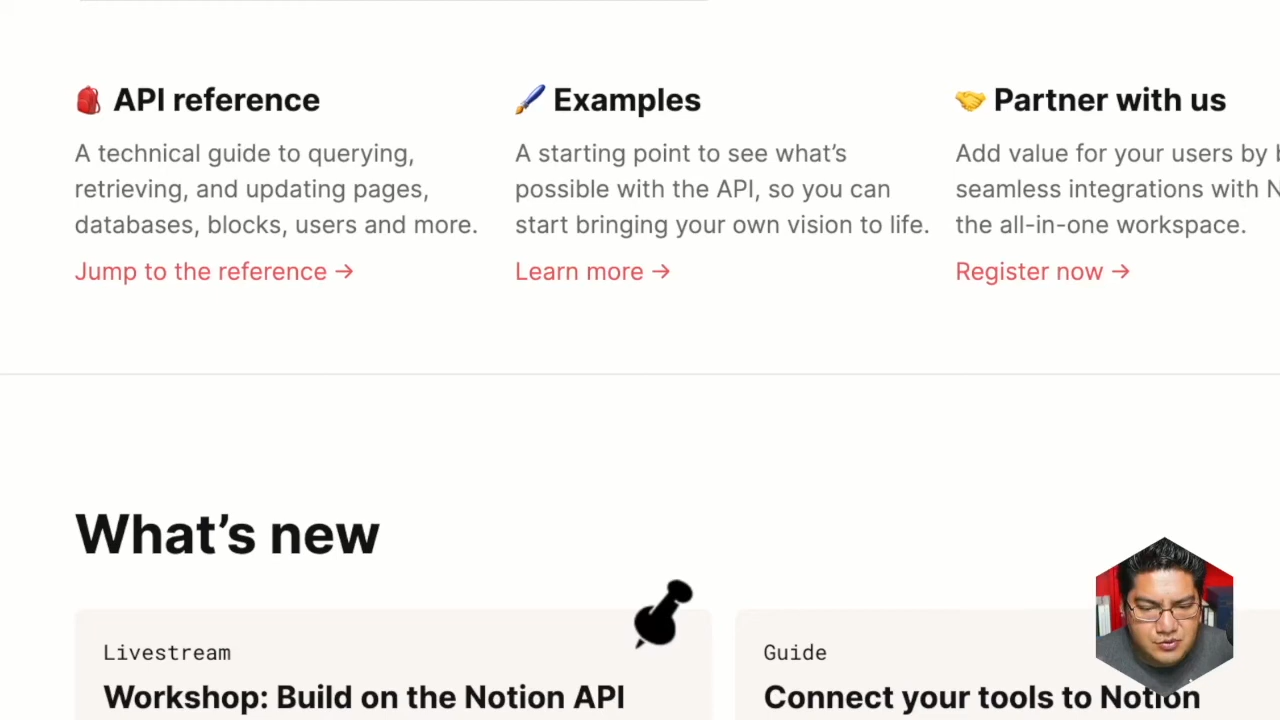 API reference
A technical guide to querying,
retrieving, and updating pages,
databases, blocks, users and more.
Jump to the reference →
Examples
A starting point to see what's
possible with the API, so you can
start bringing your own vision to life.
Learn more →
Partner with us
Add value for your users by
seamless integrations with
the all-in-one workspace.
Register now →
What's new
Livestream
Workshop: Build on the Notion API
Guide
Connect your tools to Notion